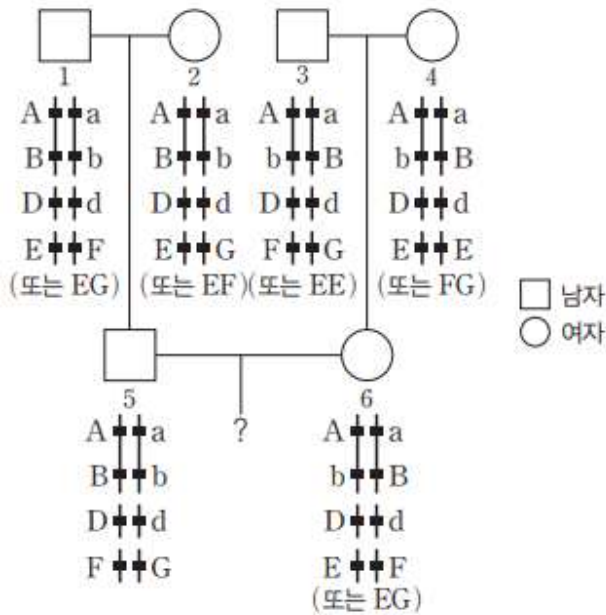 1 2 3 4
A a A a A a A a
B b B b b B b B
D d D d D d D d
E F E G F G E E
(또는 EG) (또는 EF) (또는 EE) (또는 FG)
남자
여자
5 ? 6
A a A a
B b b B
D d D d
F G E F
(또는 EG)